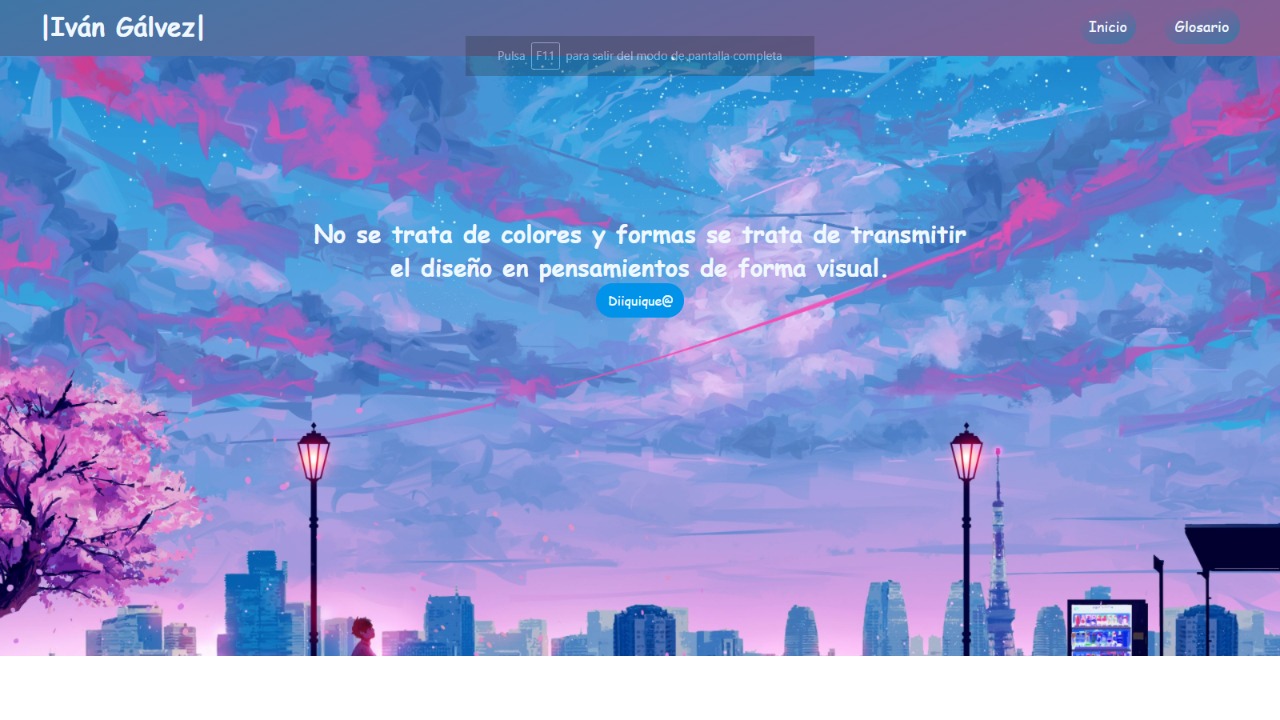 |Iván Gálvez|
Inicio
Glosario
Pulsa F11 para salir del modo de pantalla completa
No se trata de colores y formas se trata de transmitir
el diseño en pensamientos de forma visual.
Diiquique@